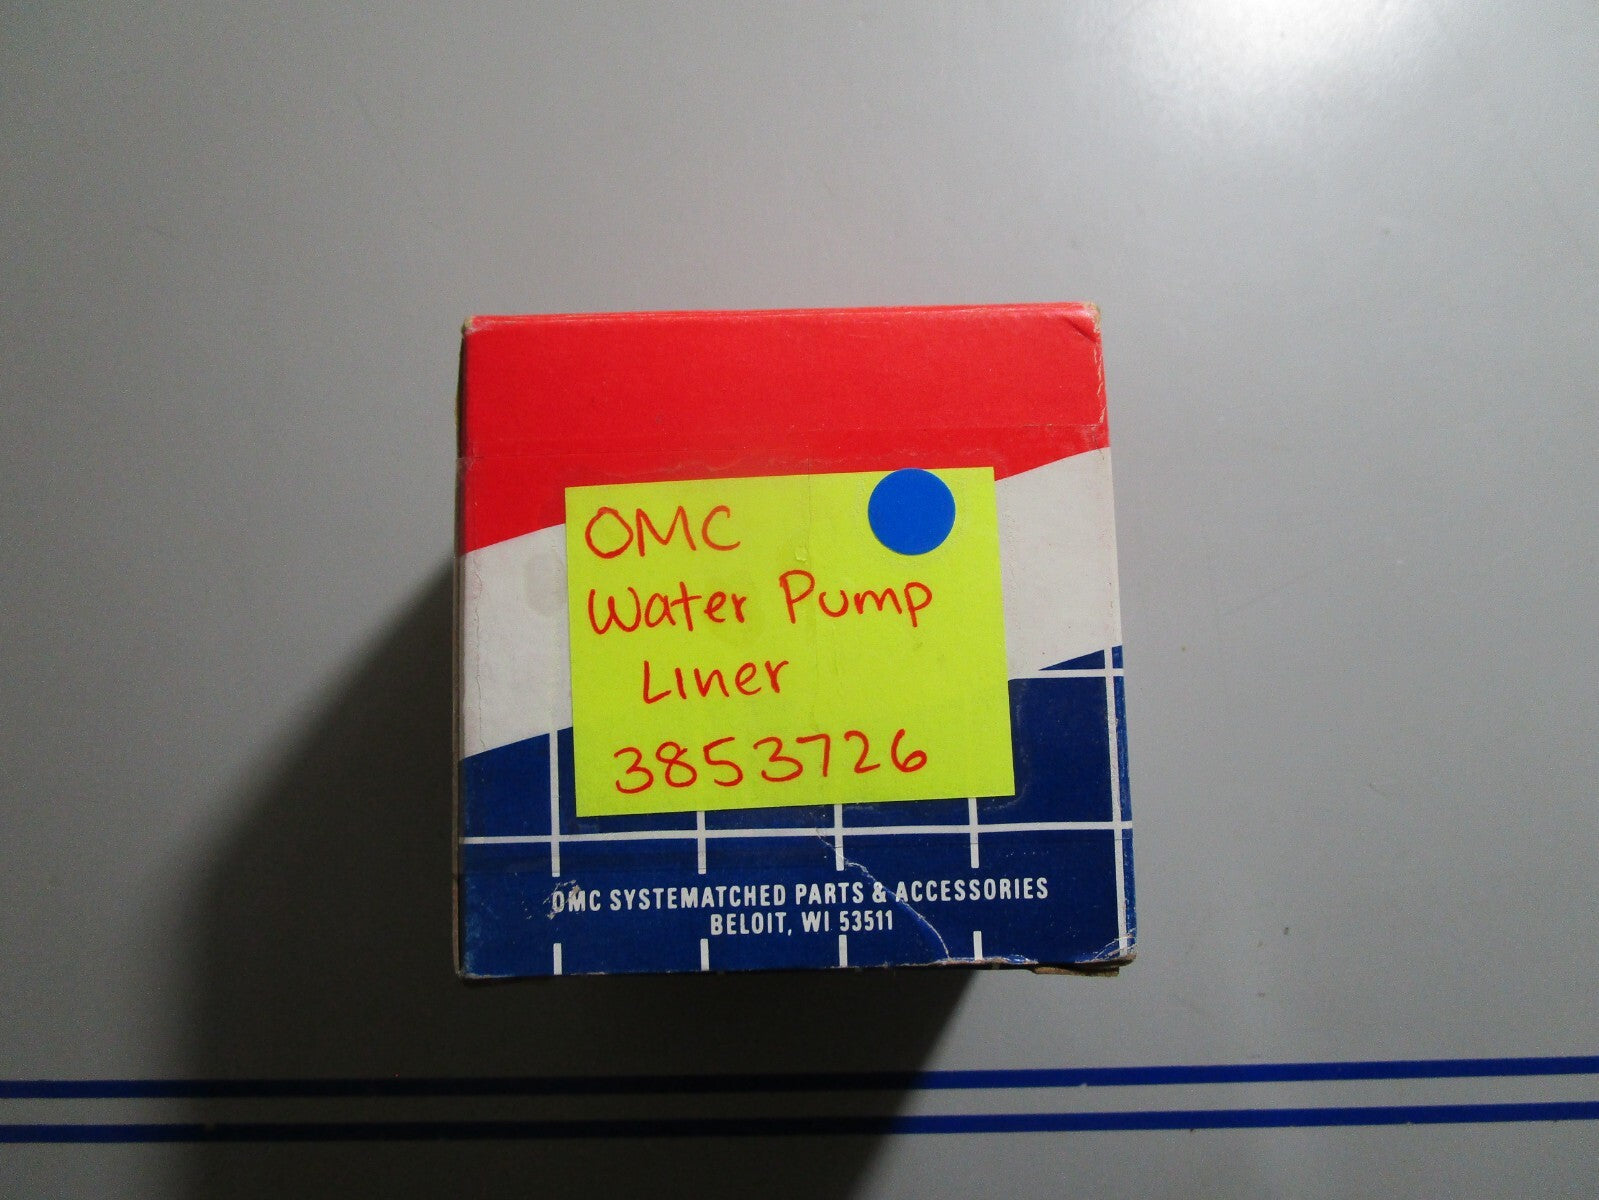 OMC
Water Pump
Liner
3853726
OMC SYSTEMATCHED PARTS & ACCESSORIES
BELOIT, WI 53511